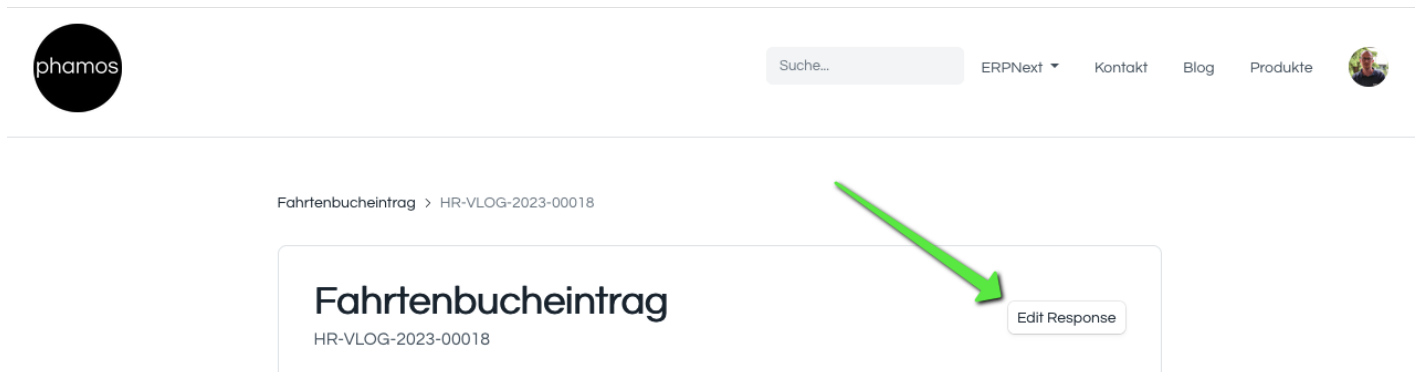 phamos
Suche...
ERPNext
Kontakt
Blog
Produkte
Fahrtenbucheintrag > HR-VLOG-2023-00018
Fahrtenbucheintrag
Edit Response
HR-VLOG-2023-00018